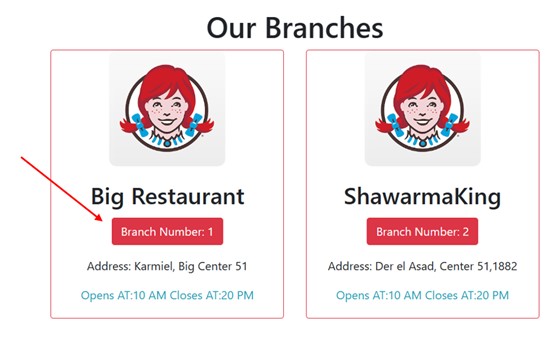 Our Branches
Big Restaurant
Branch Number: 1
Address: Karmiel, Big Center 51
Opens AT:10 AM Closes AT:20 PM
ShawarmaKing
Branch Number: 2
Address: Der el Asad, Center 51,1882
Opens AT:10 AM Closes AT:20 PM